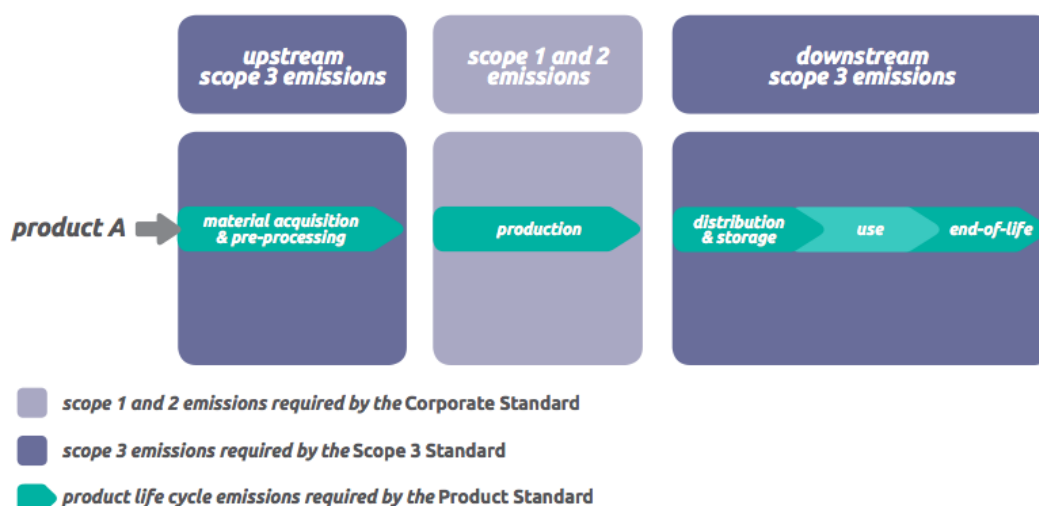 upstream
scope 3 emissions
scope 1 and 2
emissions
downstream
scope 3 emissions
product A
material acquisition
& pre-processing
production
distribution
& storage
use
end-of-life
scope 1 and 2 emissions required by the Corporate Standard
scope 3 emissions required by the Scope 3 Standard
product life cycle emissions required by the Product Standard